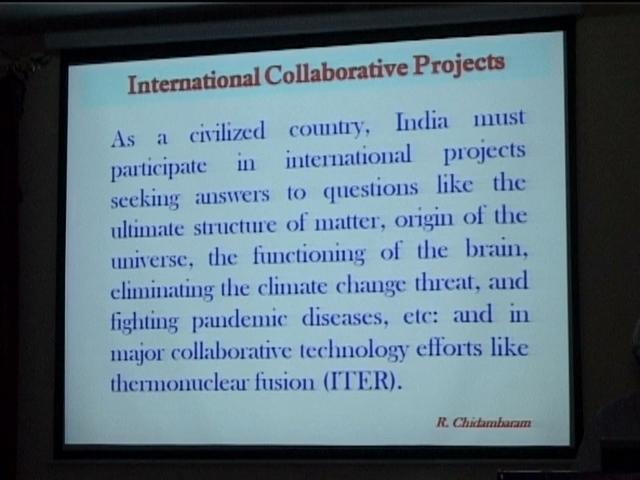 International Collaborative Projects
As a civilized country, India must
participate in international projects
seeking answers to questions like the
ultimate structure of matter, origin of the
universe, the functioning of the brain,
eliminating the climate change threat, and
fighting pandemic diseases, etc: and in
major collaborative technology efforts like
thermonuclear fusion (ITER).
R. Chidambaram